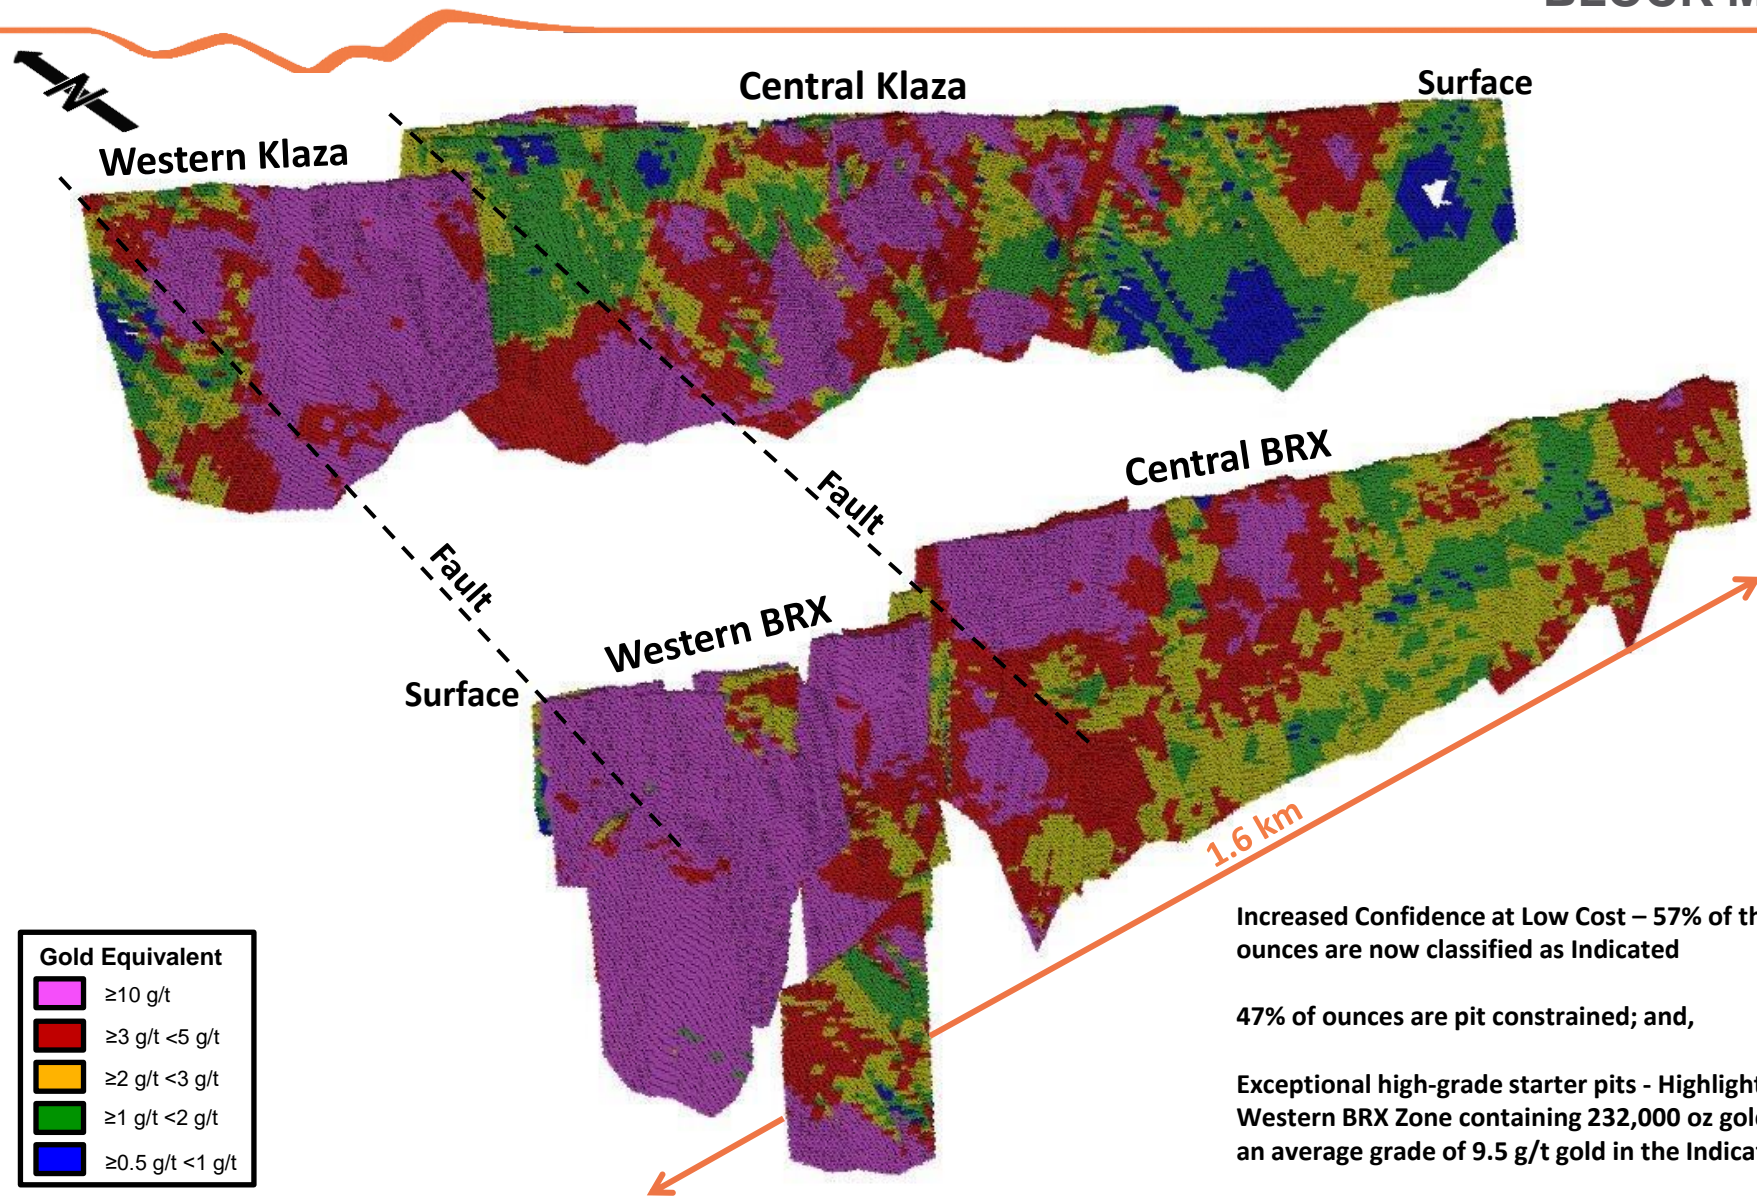 BLOCK M
N
Central Klaza
Surface
Western Klaza
Fault
Central BRX
Fault
Western BRX
Surface
1.6 km
Gold Equivalent
≥10 g/t
≥3 g/t <5 g/t
≥2 g/t <3 g/t
≥1 g/t <2 g/t
≥0.5 g/t <1 g/t
Increased Confidence at Low Cost – 57% of th
ounces are now classified as Indicated
47% of ounces are pit constrained; and,
Exceptional high-grade starter pits - Highlight
Western BRX Zone containing 232,000 oz gol
an average grade of 9.5 g/t gold in the Indica